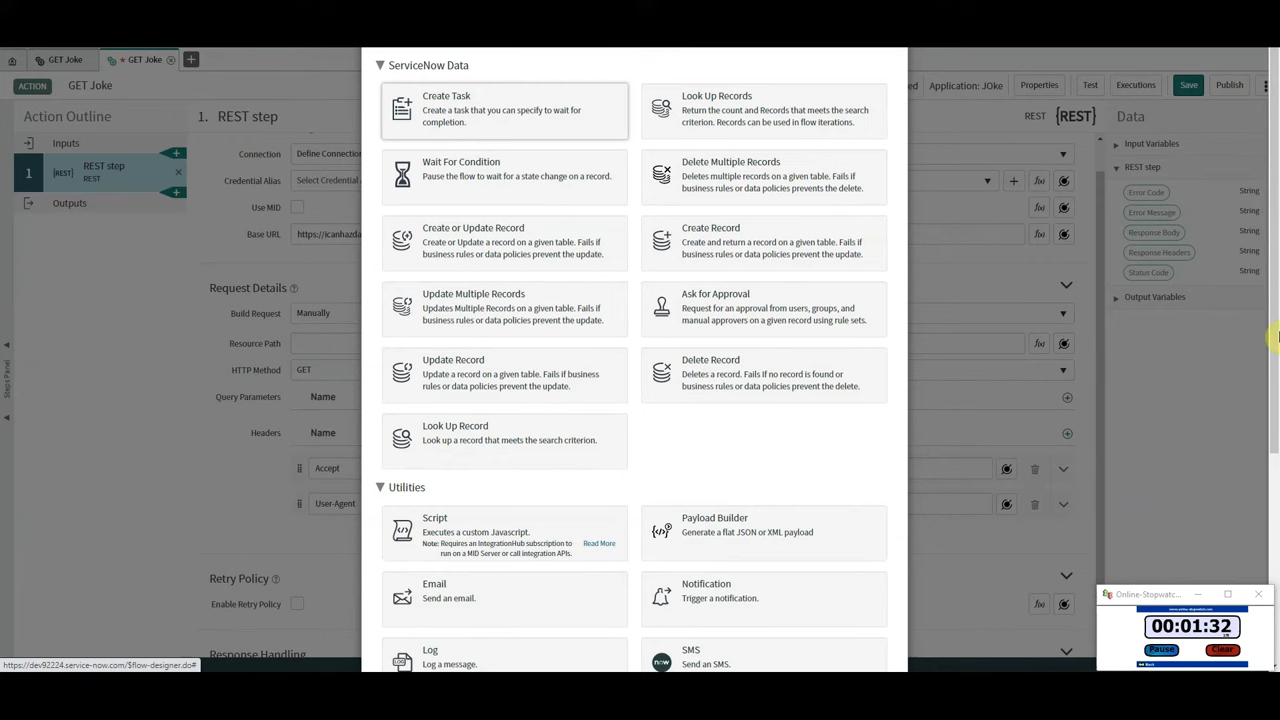 GET Joke
GET Joke
ACTION
GET Joke
Application: JOke
Properties
Test
Executions
Save
Publish
Action Outline
Inputs
1
[REST]
REST step
REST
Outputs
Steps Panel
1. REST step
REST {REST}
Connection
Define Connection
Credential Alias
Select Credential
Use MID
Base URL
https://icanhazda
Request Details
Build Request
Manually
Resource Path
HTTP Method
GET
Query Parameters
Name
Headers
Name
Accept
User-Agent
Retry Policy
Enable Retry Policy
Response Handling
ServiceNow Data
Create Task
Create a task that you can specify to wait for
completion.
Look Up Records
Return the count and Records that meets the search
criterion. Records can be used in flow iterations.
Wait For Condition
Pause the flow to wait for a state change on a record.
Delete Multiple Records
Deletes multiple records on a given table. Fails if
business rules or data policies prevents the delete.
Create or Update Record
Create or Update a record on a given table. Fails if
business rules or data policies prevent the update.
Create Record
Create and return a record on a given table. Fails if
business rules or data policies prevent the update.
Update Multiple Records
Updates Multiple Records on a given table. Fails if
business rules or data policies prevent the update.
Ask for Approval
Request for an approval from users, groups, and
manual approvers on a given record using rule sets.
Update Record
Update a record on a given table. Fails if business
rules or data policies prevent the update.
Delete Record
Deletes a record. Fails if no record is found or
business rules or data policies prevent the delete.
Look Up Record
Look up a record that meets the search criterion.
Utilities
Script
Executes a custom Javascript.
Note: Requires an IntegrationHub subscription to
run on a MID Server or call integration APIs.
Read More
Payload Builder
Generate a flat JSON or XML payload
Email
Send an email.
Notification
Trigger a notification.
Log
Log a message.
SMS
Send an SMS.
now
Data
Input Variables
REST step
Error Code
String
Error Message
String
Response Body
String
Response Headers
String
Status Code
String
Output Variables
Online-Stopwatc...
00:01:32
Pause
Clear
Back
https://dev92224.service-now.com/$flow-designer.do#